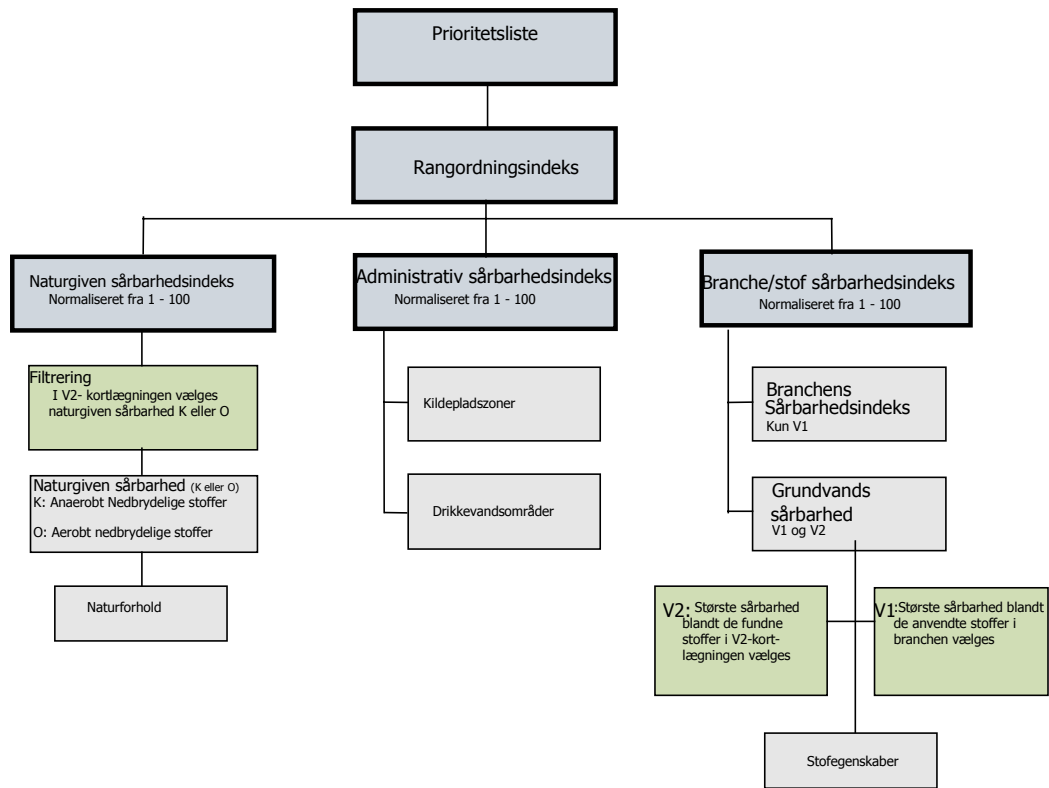 Prioritetsliste
Rangordningsindeks
Naturgiven sårbarhedsindeks
Normaliseret fra 1 - 100
Administrativ sårbarhedsindeks
Normaliseret fra 1 - 100
Branche/stof sårbarhedsindeks
Normaliseret fra 1 - 100
Filtrering
I V2- kortlægningen vælges
naturgiven sårbarhed K eller O
Naturgiven sårbarhed (K eller O)
K: Anaerobt Nedbrydelige stoffer
O: Aerobt nedbrydelige stoffer
Naturforhold
Kildepladszoner
Drikkevandsområder
Branchens
Sårbarhedsindeks
Kun V1
Grundvands
sårbarhed
V1 og V2
V2: Største sårbarhed
blandt de fundne
stoffer i V2-kort-
lægningen vælges
V1:Største sårbarhed blandt
de anvendte stoffer i
branchen vælges
Stofegenskaber